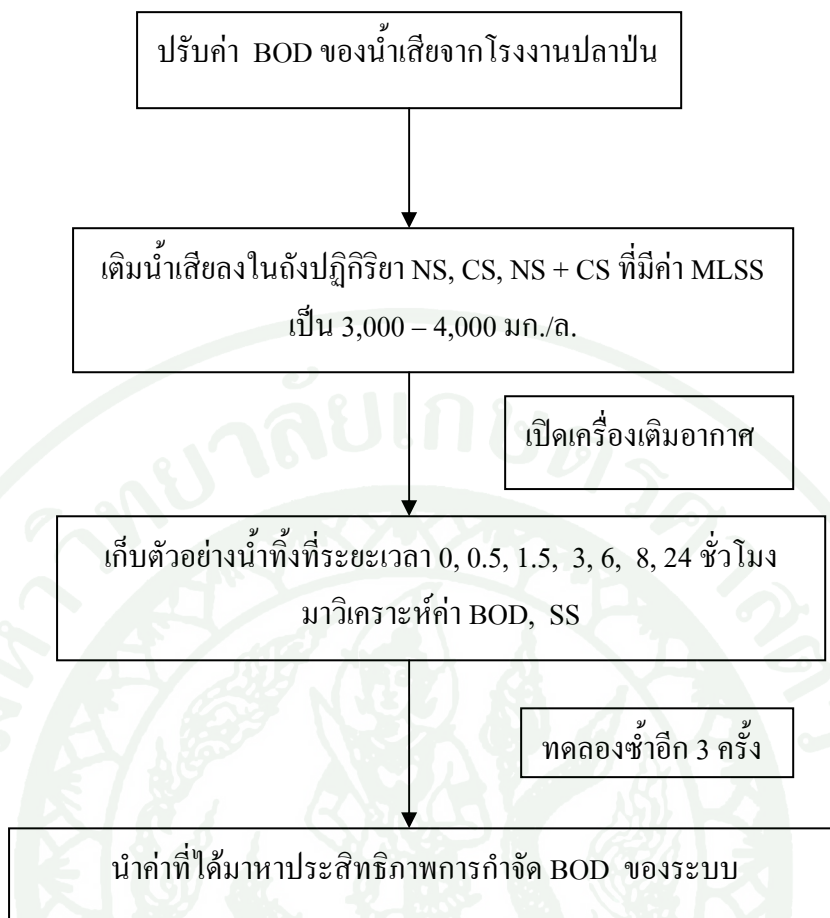 ปรับค่า BOD ของน้ำเสียจากโรงงานปลาป่น
เติมน้ำเสียลงในถังปฏิกิริยา NS, CS, NS + CS ที่มีค่า MLSS
เป็น 3,000 – 4,000 มก./ล.
เปิดเครื่องเติมอากาศ
เก็บตัวอย่างน้ำทิ้งที่ระยะเวลา 0, 0.5, 1.5, 3, 6, 8, 24 ชั่วโมง
มาวิเคราะห์ค่า BOD, SS
ทดลองซ้ำอีก 3 ครั้ง
นำค่าที่ได้มาหาประสิทธิภาพการกำจัด BOD ของระบบ